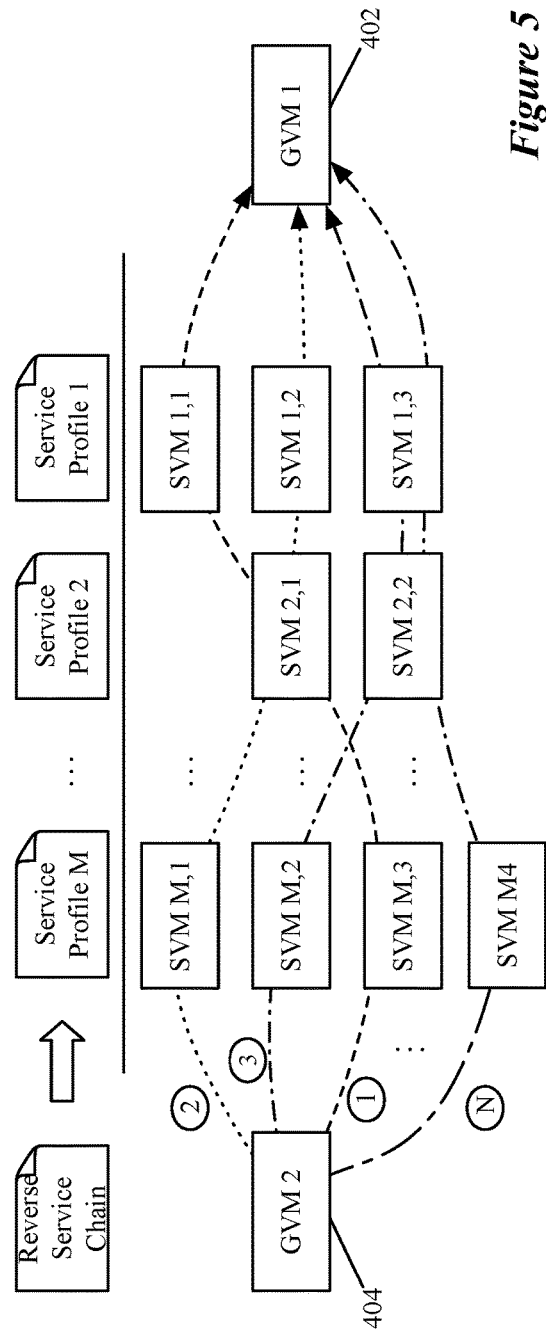 Reverse
Service
Chain
Service
Profile M
...
Service
Profile 2
Service
Profile 1
GVM 2
404
2
3
1
...
N
SVM M,1
SVM M,2
SVM M,3
SVM M4
...
...
...
SVM 2,1
SVM 2,2
SVM 1,1
SVM 1,2
SVM 1,3
GVM 1
402
Figure 5